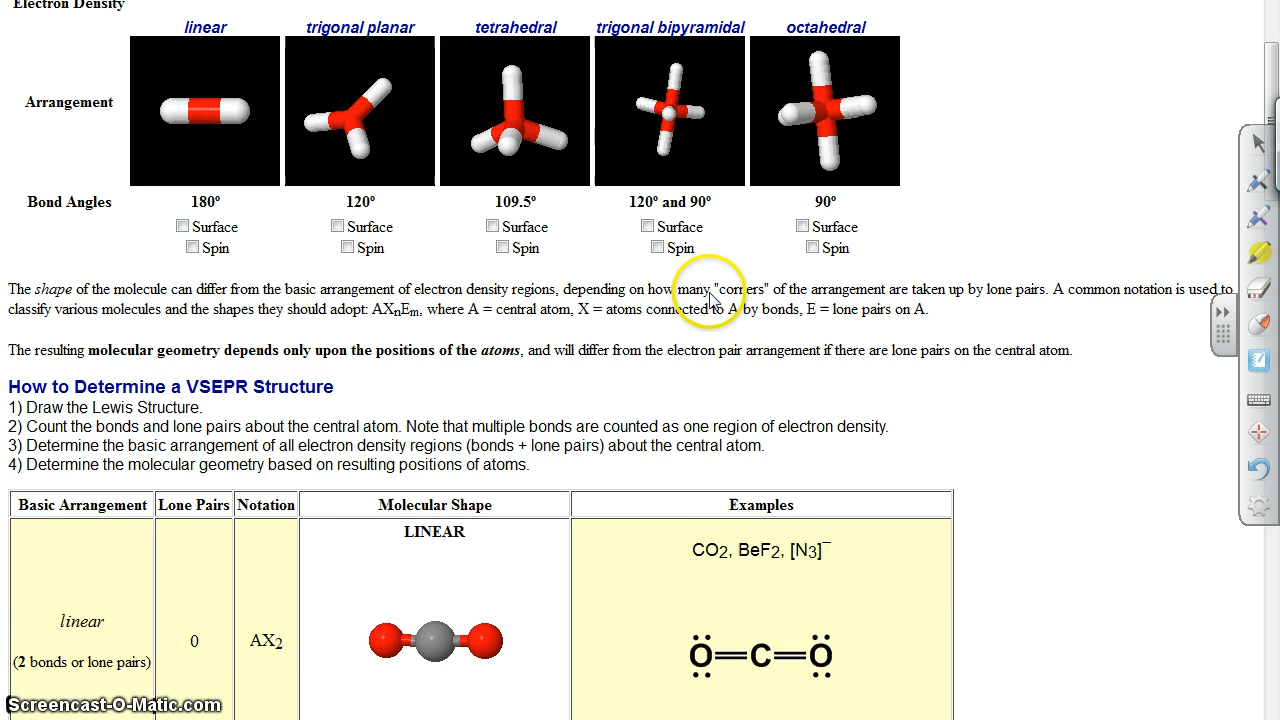 Electron Density
linear trigonal planar tetrahedral trigonal bipyramidal octahedral
Arrangement
Bond Angles 180º 120º 109.5º 120º and 90º 90º
Surface Surface Surface Surface Surface
Spin Spin Spin Spin Spin
The shape of the molecule can differ from the basic arrangement of electron density regions, depending on how many "corners" of the arrangement are taken up by lone pairs. A common notation is used to
classify various molecules and the shapes they should adopt: AXnEm, where A = central atom, X = atoms connected to A by bonds, E = lone pairs on A.
The resulting molecular geometry depends only upon the positions of the atoms, and will differ from the electron pair arrangement if there are lone pairs on the central atom.
How to Determine a VSEPR Structure
1) Draw the Lewis Structure.
2) Count the bonds and lone pairs about the central atom. Note that multiple bonds are counted as one region of electron density.
3) Determine the basic arrangement of all electron density regions (bonds + lone pairs) about the central atom.
4) Determine the molecular geometry based on resulting positions of atoms.
Basic Arrangement Lone Pairs Notation Molecular Shape Examples
LINEAR
CO2, BeF2, [N3]–
linear
0 AX2
(2 bonds or lone pairs)
O=C=O
Screencast-O-Matic.com